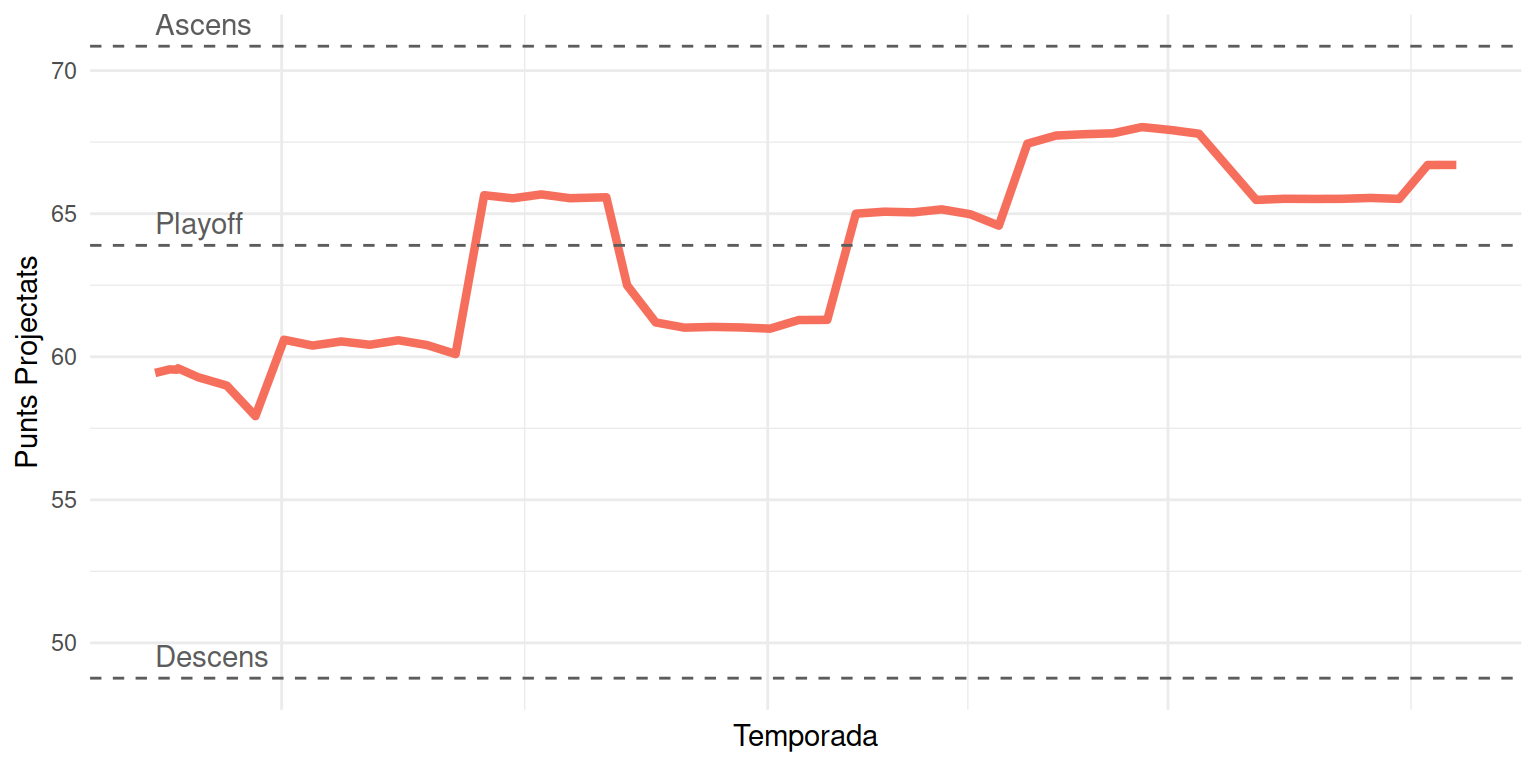 Ascens
70
Playoff
65
Punts Projectats
60
55
50
Descens
Temporada